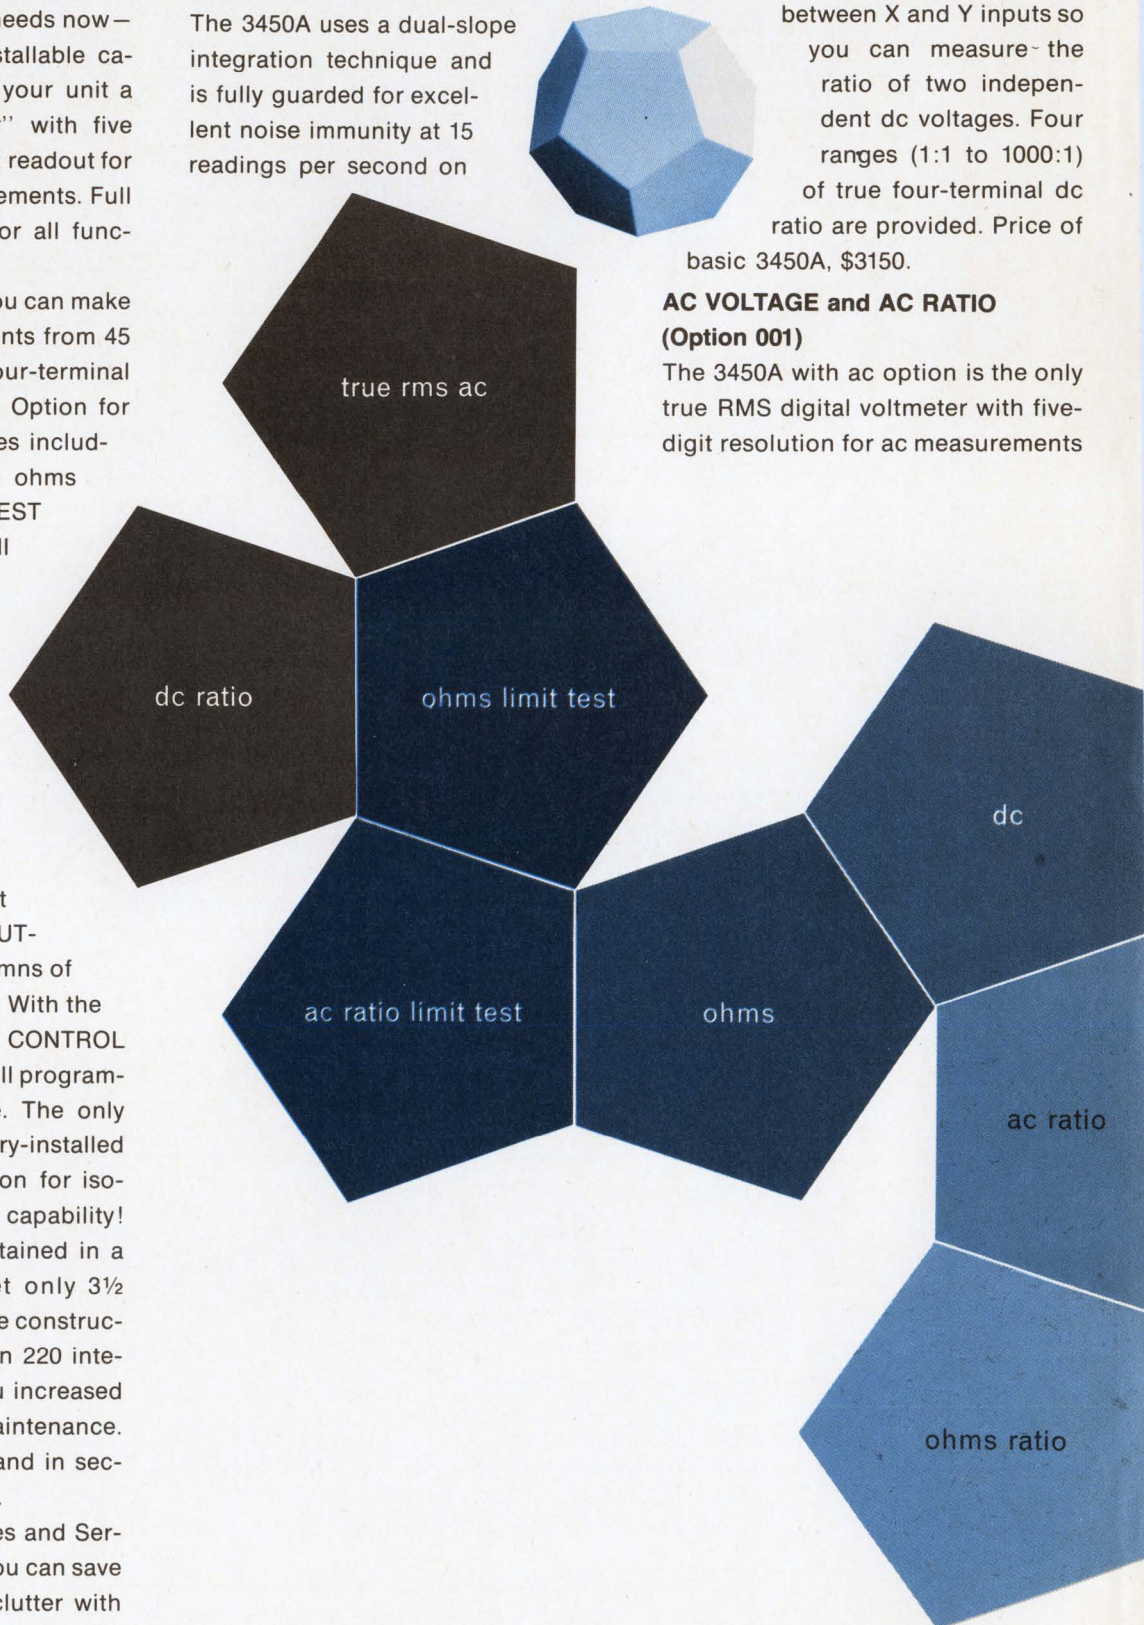 needs now—
stallable ca-
your unit a
” with five
readout for
ements. Full
or all func-
ou can make
nts from 45
our-terminal
Option for
es includ-
ohms
EST
ll
t
UT-
mns of
With the
CONTROL
ll program-
e. The only
ry-installed
on for iso-
capability!
tained in a
et only 3½
e construc-
n 220 inte-
u increased
aintenance.
and in sec-
es and Ser-
ou can save
clutter with
The 3450A uses a dual-slope
integration technique and
is fully guarded for excel-
lent noise immunity at 15
readings per second on
between X and Y inputs so
you can measure the
ratio of two indepen-
dent dc voltages. Four
ranges (1:1 to 1000:1)
of true four-terminal dc
ratio are provided. Price of
basic 3450A, $3150.
AC VOLTAGE and AC RATIO
(Option 001)
The 3450A with ac option is the only
true RMS digital voltmeter with five-
digit resolution for ac measurements
true rms ac
dc ratio
ohms limit test
dc
ac ratio limit test
ohms
ac ratio
ohms ratio